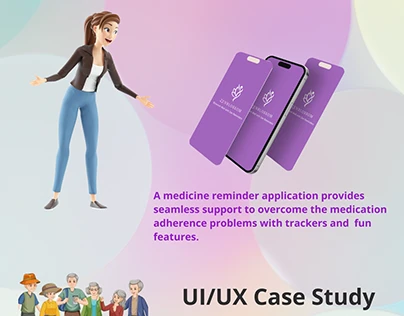 A medicine reminder application provides
seamless support to overcome the medication
adherence problems with trackers and fun
features.
UI/UX Case Study